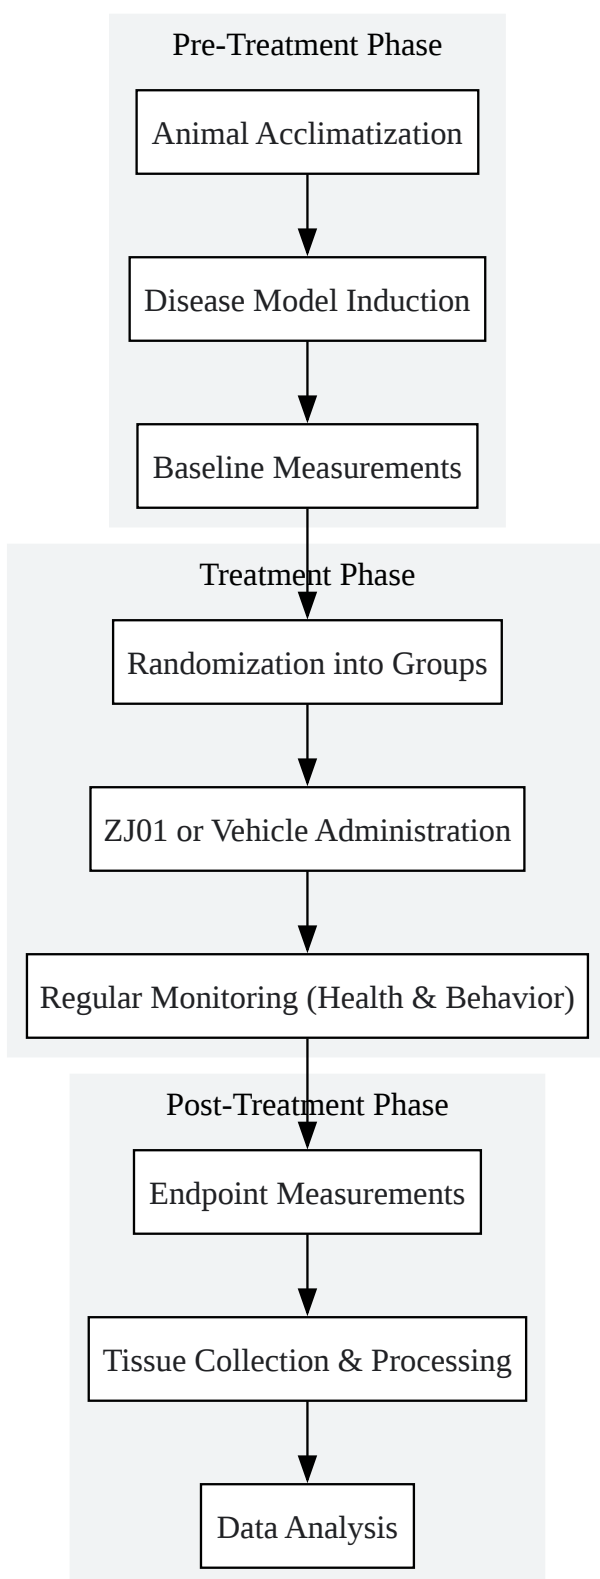 Pre-Treatment Phase
Animal Acclimatization
Disease Model Induction
Baseline Measurements
Treatment Phase
Randomization into Groups
ZJ01 or Vehicle Administration
Regular Monitoring (Health & Behavior)
Post-Treatment Phase
Endpoint Measurements
Tissue Collection & Processing
Data Analysis